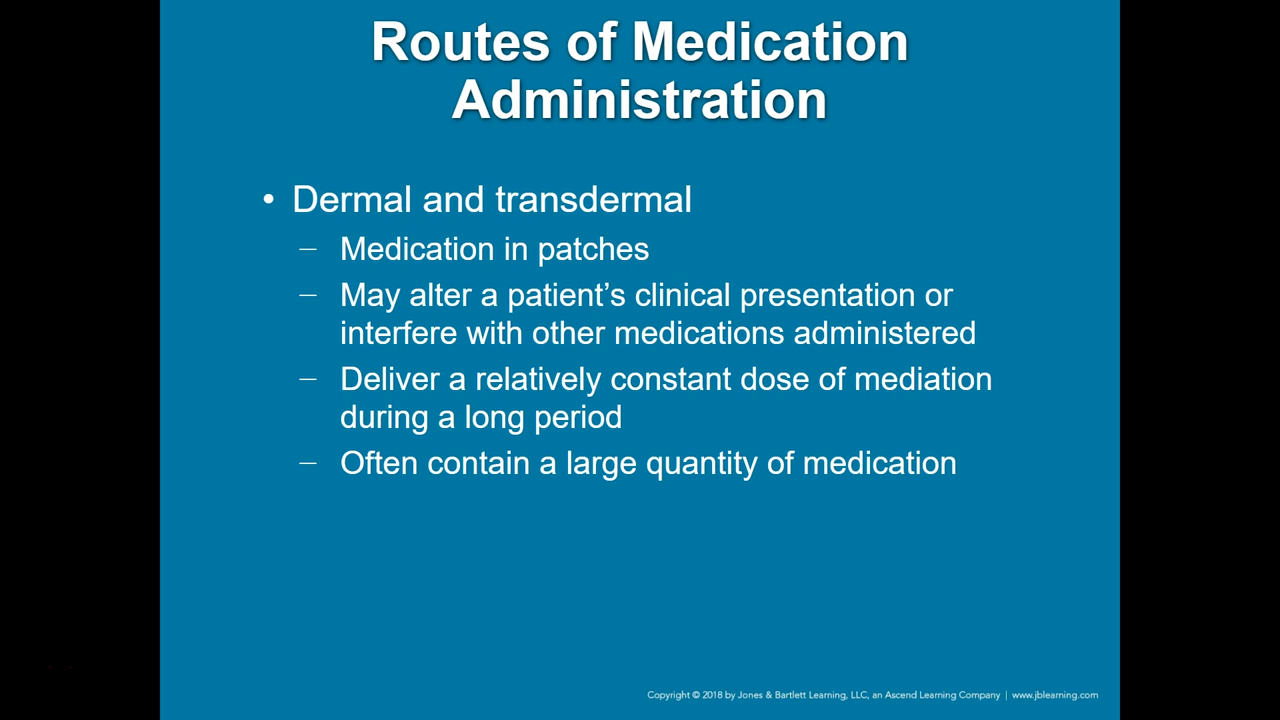 Routes of Medication
Administration
• Dermal and transdermal
– Medication in patches
– May alter a patient’s clinical presentation or
interfere with other medications administered
– Deliver a relatively constant dose of mediation
during a long period
– Often contain a large quantity of medication
Copyright © 2018 by Jones & Bartlett Learning, LLC, an Ascend Learning Company | www.jblearning.com